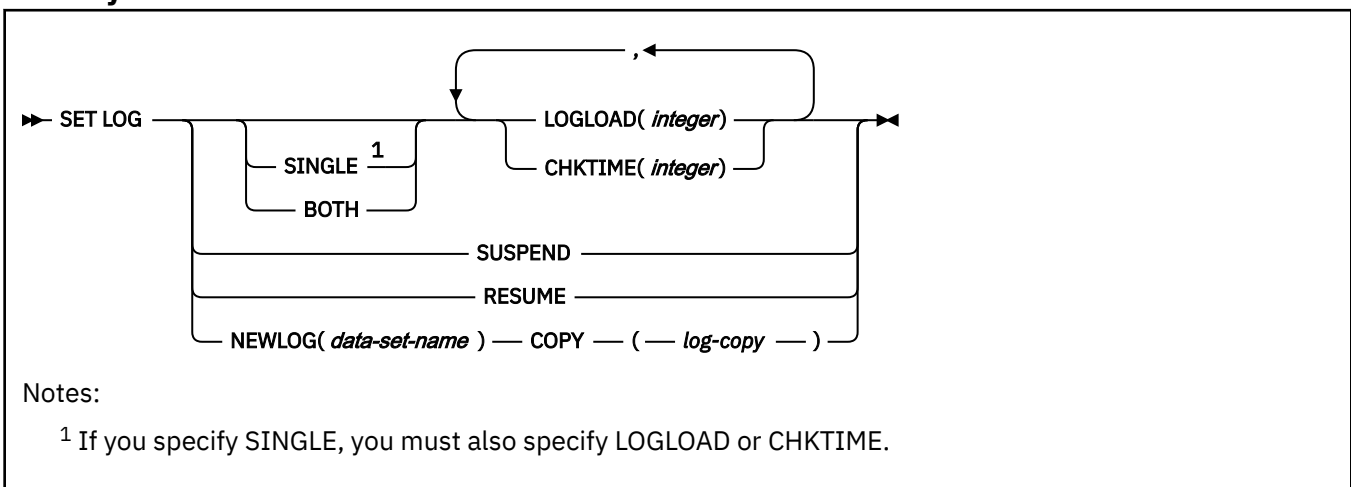 ,
SET LOG LOGLOAD( integer)
SINGLE 1 CHKTIME( integer)
BOTH
SUSPEND
RESUME
NEWLOG( data-set-name ) COPY ( log-copy )
Notes:
1 If you specify SINGLE, you must also specify LOGLOAD or CHKTIME.